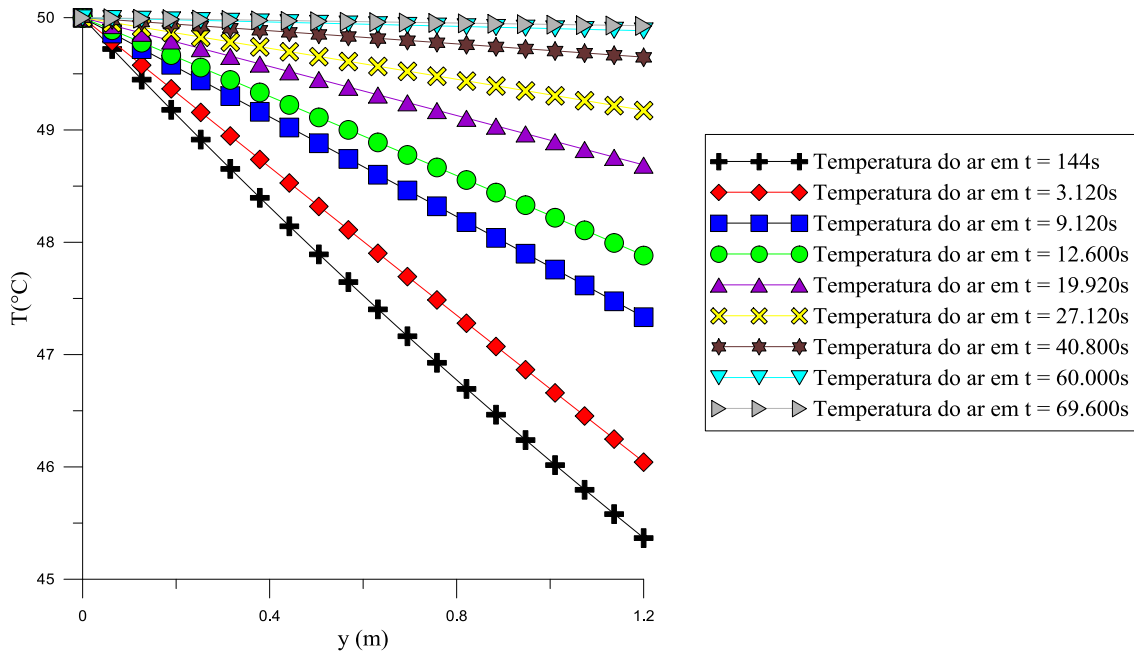 50
49
48
47
46
45
T(°C)
0
0.4
0.8
1.2
y (m)
Temperatura do ar em t = 144s
Temperatura do ar em t = 3.120s
Temperatura do ar em t = 9.120s
Temperatura do ar em t = 12.600s
Temperatura do ar em t = 19.920s
Temperatura do ar em t = 27.120s
Temperatura do ar em t = 40.800s
Temperatura do ar em t = 60.000s
Temperatura do ar em t = 69.600s